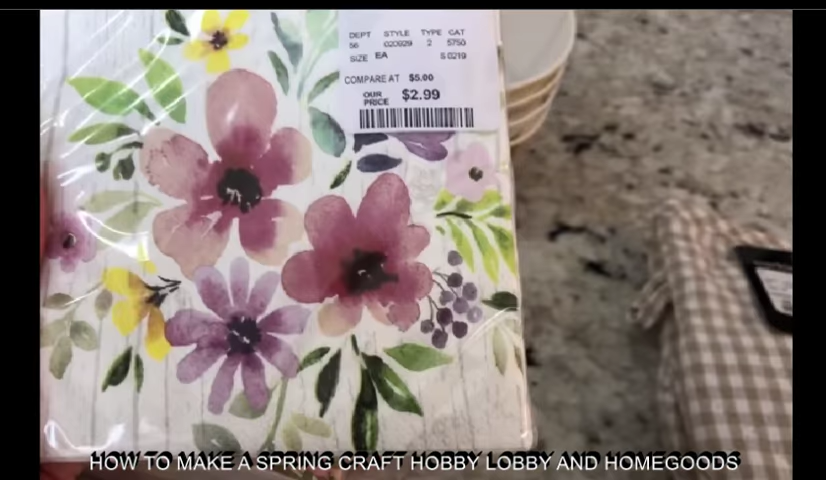 DEPT STYLE TYPE CAT
56 020929 2 5750
SIZE EA S0219
COMPARE AT $5.00
OUR PRICE $2.99
HOW TO MAKE A SPRING CRAFT HOBBY LOBBY AND HOMEGOODS